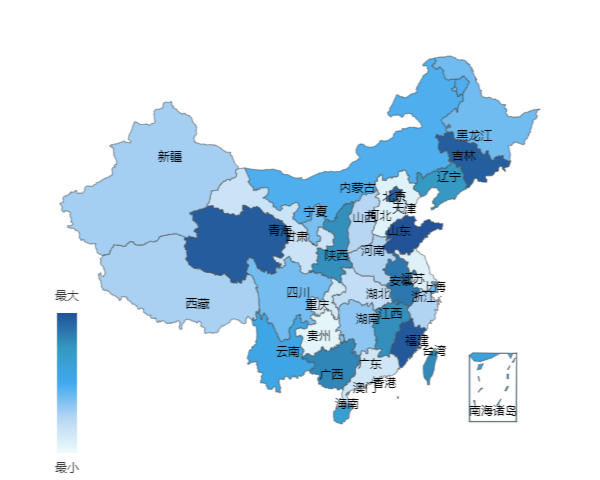 黑龙江
吉林
新疆
辽宁
内蒙古
北京
天津
宁夏
山西
河北
青海
甘肃
山东
河南
陕西
安徽
江苏
上海
四川
湖北
浙江
最大
西藏
重庆
江西
湖南
贵州
福建
云南
台湾
广东
广西
香港
澳门
海南
南海诸岛
最小